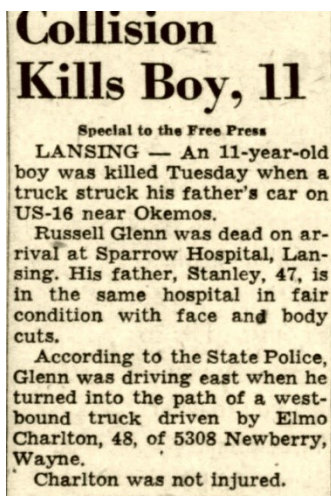 Collision
Kills Boy, 11
Special to the Free Press
LANSING — An 11-year-old
boy was killed Tuesday when a
truck struck his father's car on
US-16 near Okemos.
Russell Glenn was dead on ar-
rival at Sparrow Hospital, Lan-
sing. His father, Stanley, 47, is
in the same hospital in fair
condition with face and body
cuts.
According to the State Police,
Glenn was driving east when he
turned into the path of a west-
bound truck driven by Elmo
Charlton, 48, of 5308 Newberry,
Wayne.
Charlton was not injured.